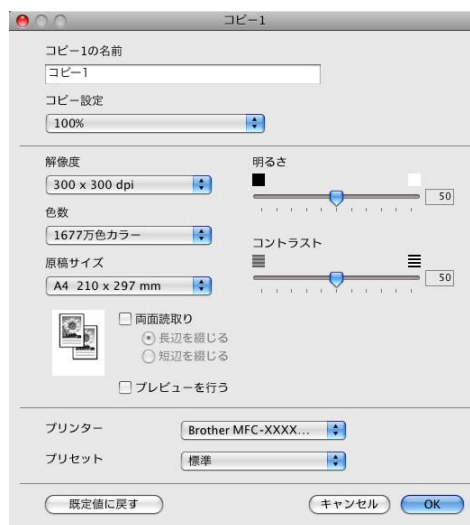 コピー1
コピー1の名前
コピー1
コピー設定
100%
解像度
300 x 300 dpi
色数
1677万色カラー
原稿サイズ
A4 210 x 297 mm
明るさ
50
コントラスト
50
両面読取り
長辺を綴じる
短辺を綴じる
プレビューを行う
プリンター
Brother MFC-XXXX...
プリセット
標準
既定値に戻す
キャンセル
OK